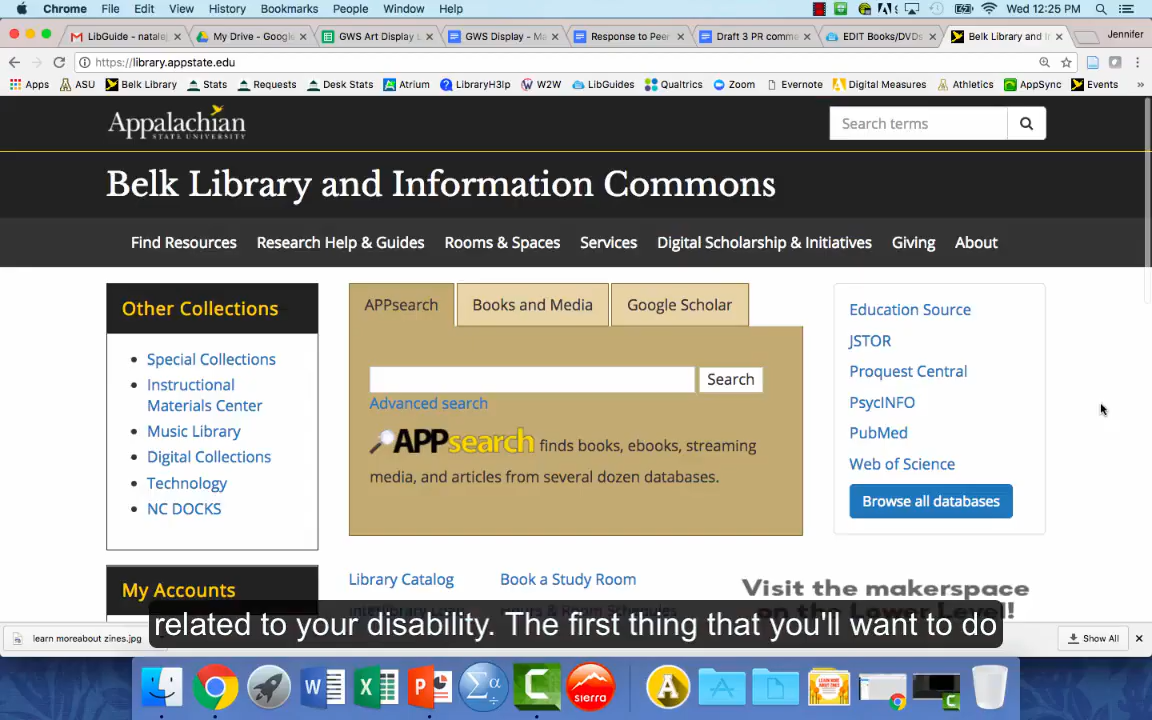 Chrome File Edit View History Bookmarks People Window Help Wed 12:25 PM
LibGuide - natale My Drive - Google GWS Art Display L GWS Display - Ma Response to Peer Draft 3 PR comme EDIT Books/DVDs Belk Library and In Jennifer
https://library.appstate.edu
Apps ASU Belk Library Stats Requests Desk Stats Atrium LibraryH3lp W2W LibGuides Qualtrics Zoom Evernote Digital Measures Athletics AppSync Events »
Appalachian
STATE UNIVERSITY
Search terms
Belk Library and Information Commons
Find Resources Research Help & Guides Rooms & Spaces Services Digital Scholarship & Initiatives Giving About
Other Collections
Special Collections
Instructional
Materials Center
Music Library
Digital Collections
Technology
NC DOCKS
My Accounts
APPsearch Books and Media Google Scholar
Search
Advanced search
APPsearch finds books, ebooks, streaming
media, and articles from several dozen databases.
Library Catalog Book a Study Room
Education Source
JSTOR
Proquest Central
PsycINFO
PubMed
Web of Science
Browse all databases
Visit the makerspace
on the Lower Level!
related to your disability. The first thing that you'll want to do
learn moreabout zines.jpg
Show All
sierra